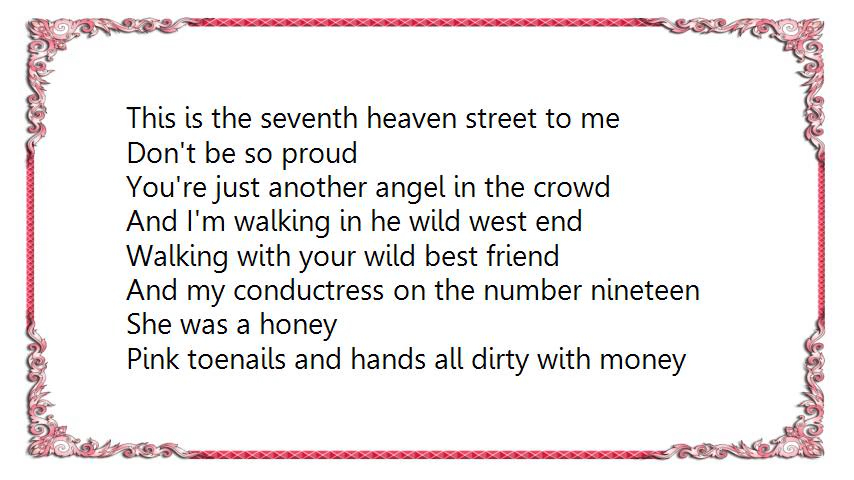 This is the seventh heaven street to me
Don't be so proud
You're just another angel in the crowd
And I'm walking in he wild west end
Walking with your wild best friend
And my conductress on the number nineteen
She was a honey
Pink toenails and hands all dirty with money